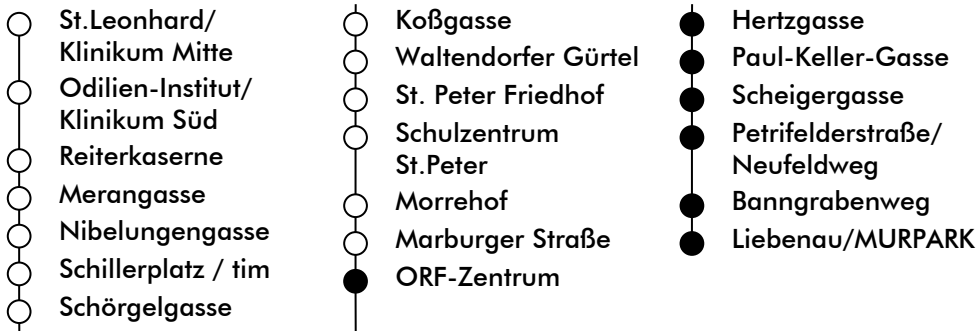 St.Leonhard/
Klinikum Mitte
Odilien-Institut/
Klinikum Süd
Reiterkaserne
Merangasse
Nibelungengasse
Schillerplatz / tim
Schörgelgasse
Koßgasse
Waltendorfer Gürtel
St. Peter Friedhof
Schulzentrum
St.Peter
Morrehof
Marburger Straße
ORF-Zentrum
Hertzgasse
Paul-Keller-Gasse
Scheigergasse
Petrifelderstraße/
Neufeldweg
Banngrabenweg
Liebenau/MURPARK